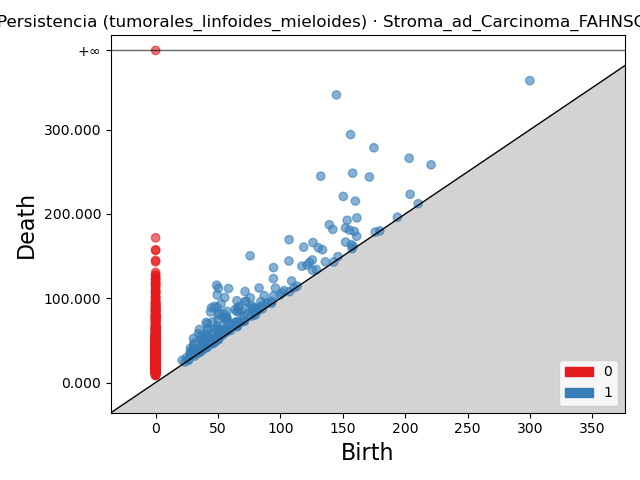 Persistencia (tumorales_linfoides_mieloides) · Stroma_ad_Carcinoma_FAHNSC
+∞
300.000
200.000
100.000
0.000
Death
0
1
0 50 100 150 200 250 300 350
Birth